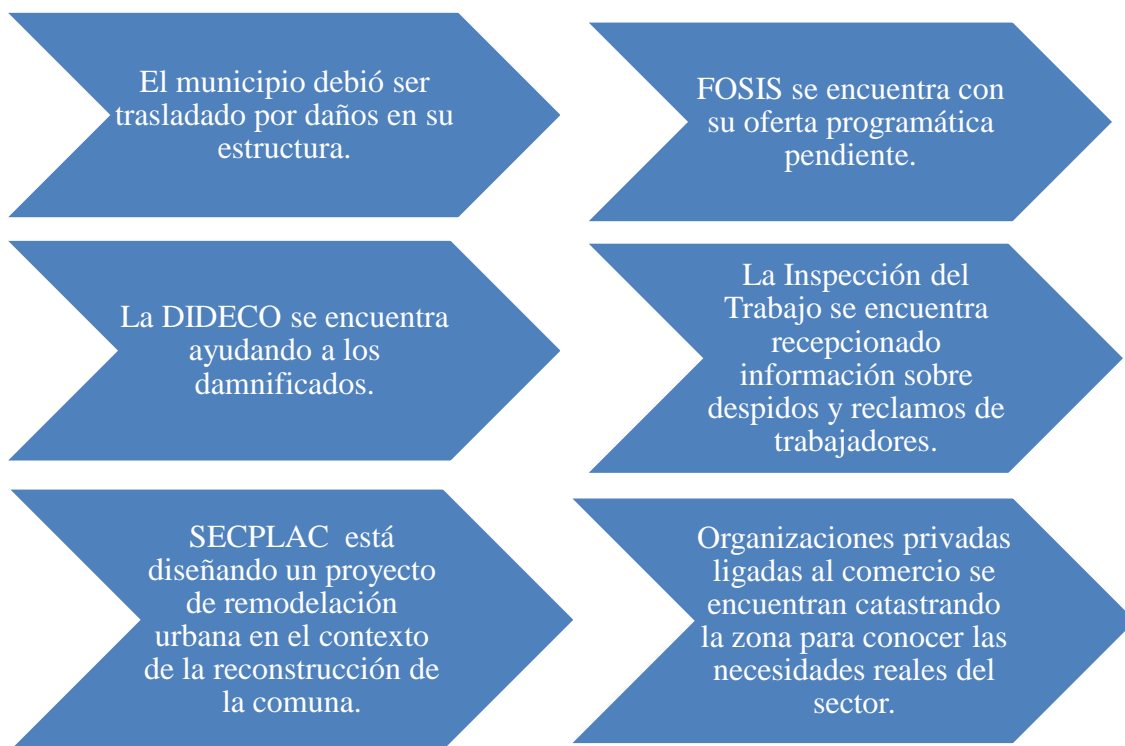 El municipio debió ser
trasladado por daños en su
estructura.
FOSIS se encuentra con
su oferta programática
pendiente.
La DIDECO se encuentra
ayudando a los
damnificados.
La Inspección del
Trabajo se encuentra
recepcionado
información sobre
despidos y reclamos de
trabajadores.
SECPLAC está
diseñando un proyecto
de remodelación
urbana en el contexto
de la reconstrucción de
la comuna.
Organizaciones privadas
ligadas al comercio se
encuentran catastrando
la zona para conocer las
necesidades reales del
sector.